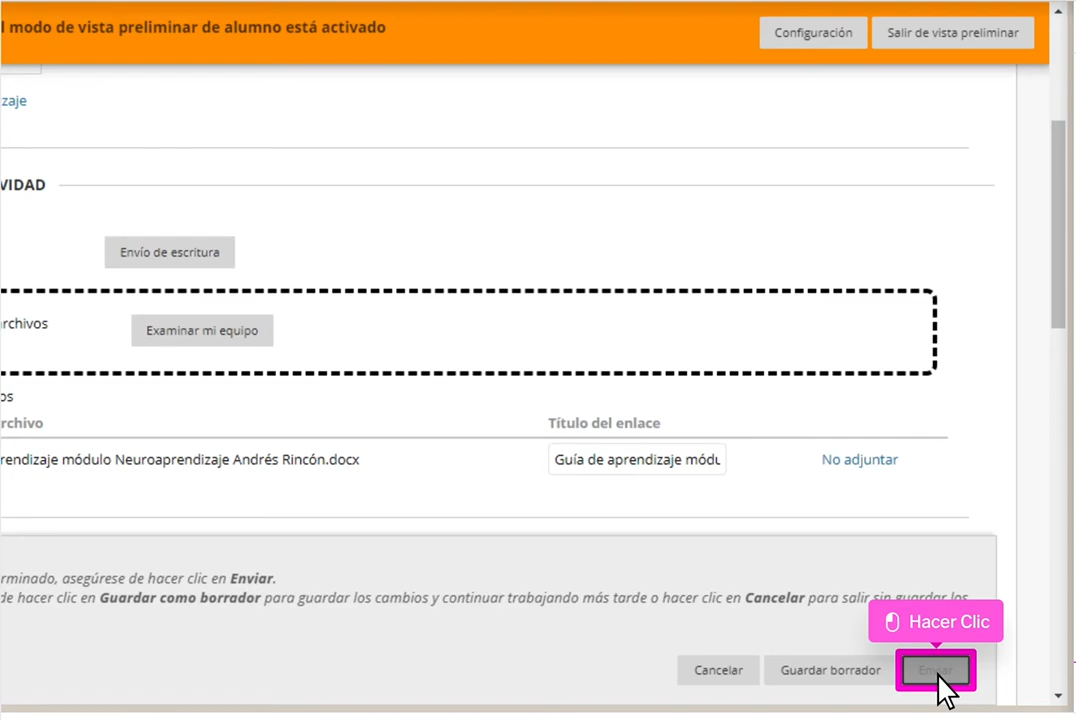 l modo de vista preliminar de alumno está activado
Configuración
Salir de vista preliminar
zaje
VIDAD
Envío de escritura
rchivos
Examinar mi equipo
os
rchivo
Título del enlace
rendizaje módulo Neuroaprendizaje Andrés Rincón.docx
Guía de aprendizaje módu
No adjuntar
rminado, asegúrese de hacer clic en Enviar.
de hacer clic en Guardar como borrador para guardar los cambios y continuar trabajando más tarde o hacer clic en Cancelar para salir sin guardar los
Hacer Clic
Cancelar
Guardar borrador
Enviar